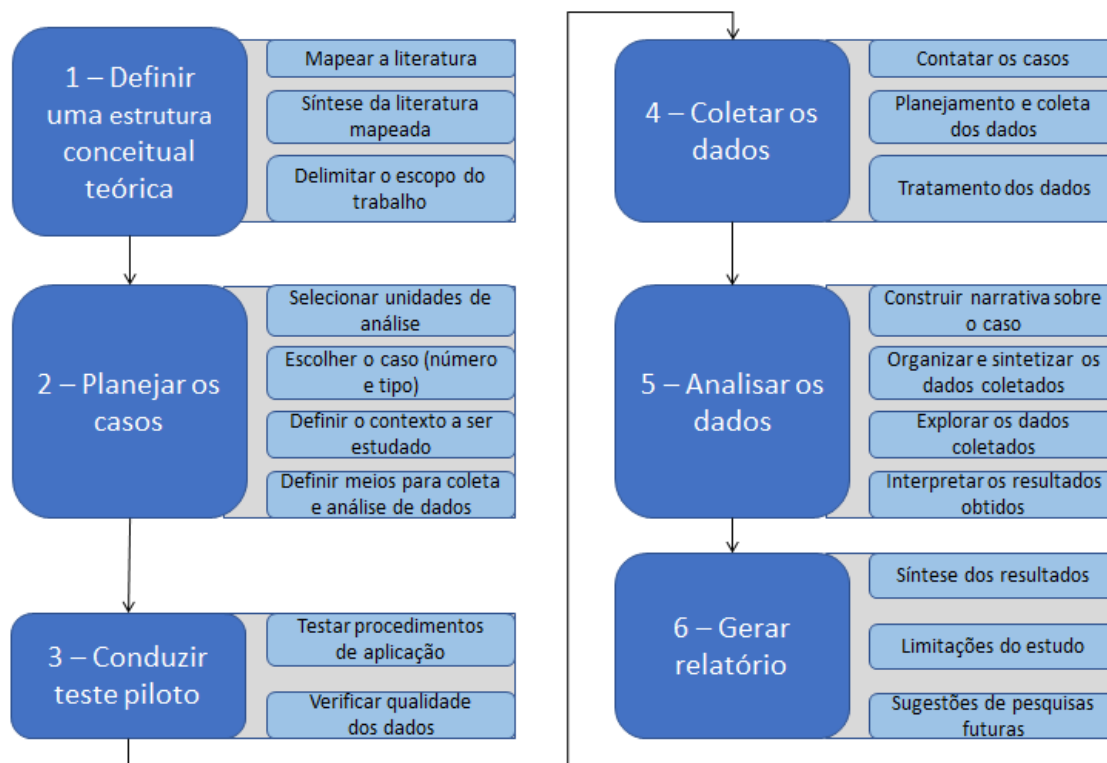 1 – Definir
uma estrutura
conceitual
teórica
Mapear a literatura
Síntese da literatura
mapeada
Delimitar o escopo do
trabalho
2 – Planejar os
casos
Selecionar unidades de
análise
Escolher o caso (número
e tipo)
Definir o contexto a ser
estudado
Definir meios para coleta
e análise de dados
3 – Conduzir
teste piloto
Testar procedimentos
de aplicação
Verificar qualidade
dos dados
4 – Coletar os
dados
Contatar os casos
Planejamento e coleta
dos dados
Tratamento dos dados
5 – Analisar os
dados
Construir narrativa sobre
o caso
Organizar e sintetizar os
dados coletados
Explorar os dados
coletados
Interpretar os resultados
obtidos
6 – Gerar
relatório
Síntese dos resultados
Limitações do estudo
Sugestões de pesquisas
futuras